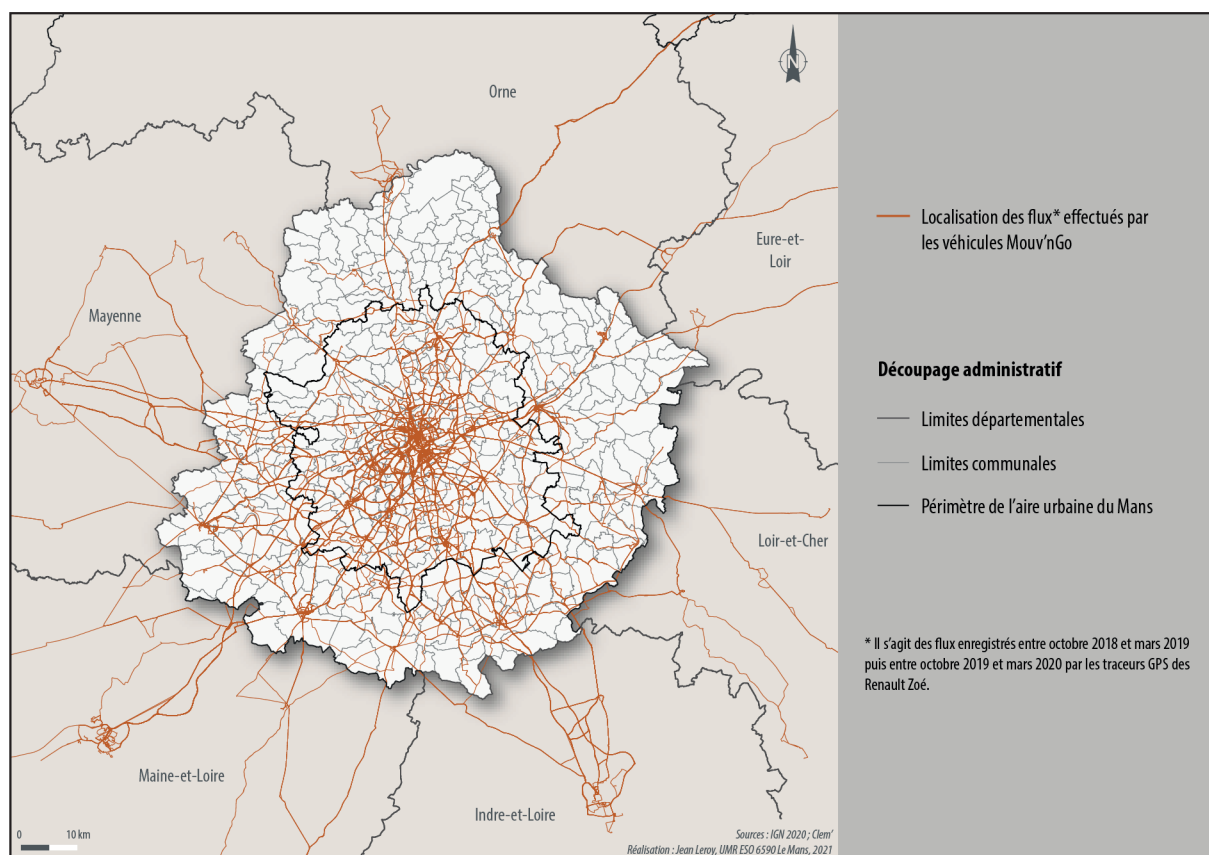 N
Orne
Eure-et-
Loir
Mayenne
Loir-et-Cher
Maine-et-Loire
Indre-et-Loire
0 10 km
Sources : IGN 2020 ; Clem'
Réalisation : Jean Leroy, UMR ESO 6590 Le Mans, 2021
Localisation des flux* effectués par
les véhicules Mouv'nGo
Découpage administratif
Limites départementales
Limites communales
Périmètre de l'aire urbaine du Mans
* Il s'agit des flux enregistrés entre octobre 2018 et mars 2019
puis entre octobre 2019 et mars 2020 par les traceurs GPS des
Renault Zoé.